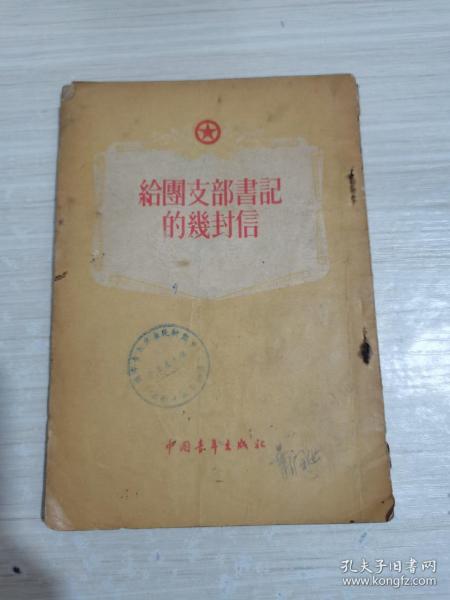 給團支部書記
的幾封信
中国青年出版社
孔夫子旧书网
www.kongfz.com